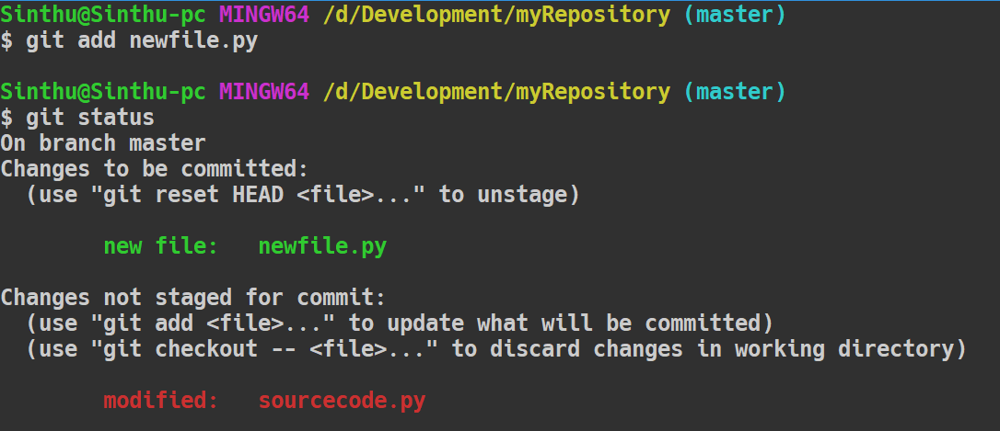 Sinthu@Sinthu-pc MINGW64 /d/Development/myRepository (master)
$ git add newfile.py
Sinthu@Sinthu-pc MINGW64 /d/Development/myRepository (master)
$ git status
On branch master
Changes to be committed:
  (use "git reset HEAD <file>..." to unstage)
        new file:   newfile.py
Changes not staged for commit:
  (use "git add <file>..." to update what will be committed)
  (use "git checkout -- <file>..." to discard changes in working directory)
        modified:   sourcecode.py